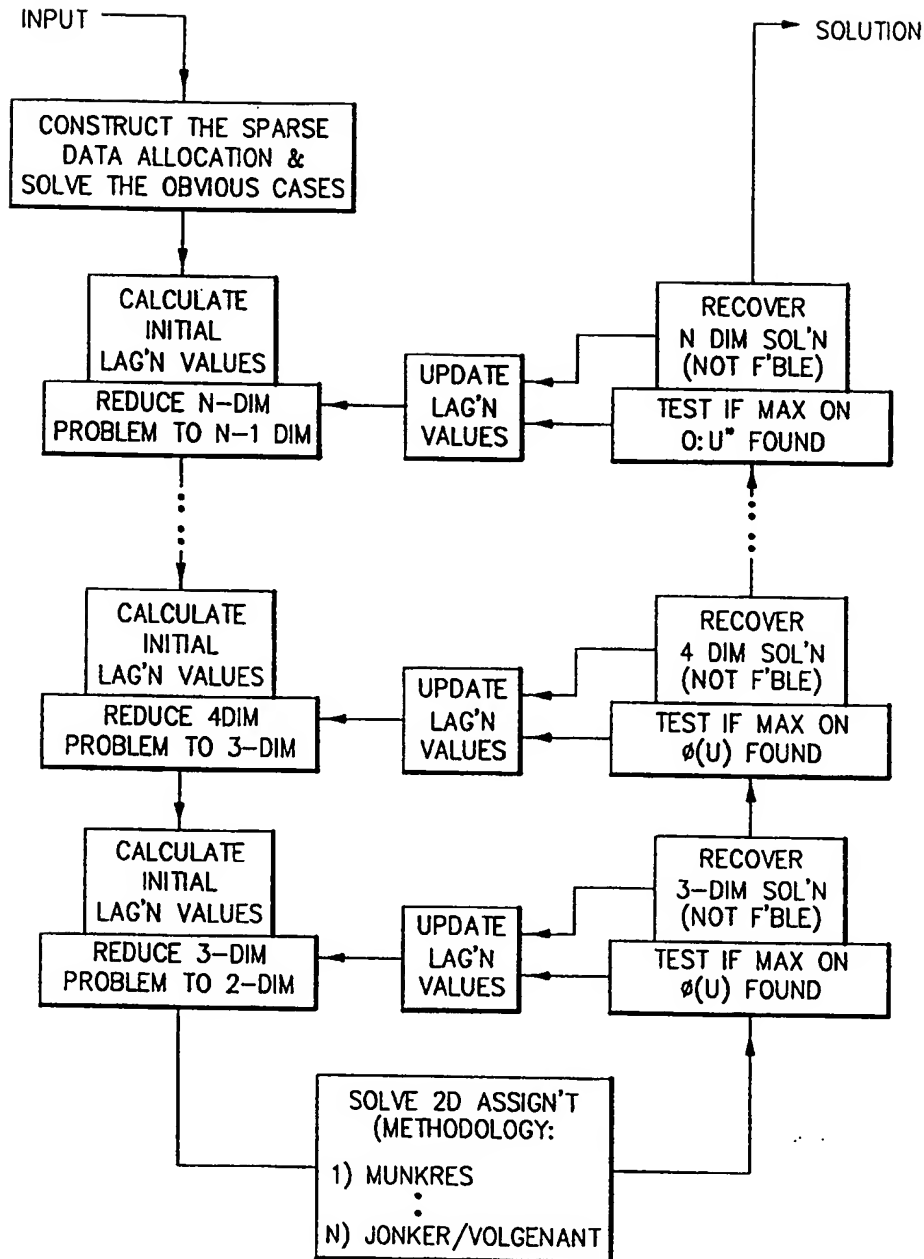 INPUT
SOLUTION
CONSTRUCT THE SPARSE
DATA ALLOCATION &
SOLVE THE OBVIOUS CASES
CALCULATE
INITIAL
LAG'N VALUES
REDUCE N-DIM
PROBLEM TO N-1 DIM
UPDATE
LAG'N
VALUES
RECOVER
N DIM SOL'N
(NOT F'BLE)
TEST IF MAX ON
O:U* FOUND
CALCULATE
INITIAL
LAG'N VALUES
REDUCE 4DIM
PROBLEM TO 3-DIM
UPDATE
LAG'N
VALUES
RECOVER
4 DIM SOL'N
(NOT F'BLE)
TEST IF MAX ON
ø(U) FOUND
CALCULATE
INITIAL
LAG'N VALUES
REDUCE 3-DIM
PROBLEM TO 2-DIM
UPDATE
LAG'N
VALUES
RECOVER
3-DIM SOL'N
(NOT F'BLE)
TEST IF MAX ON
ø(U) FOUND
SOLVE 2D ASSIGN'T
(METHODOLOGY:
1) MUNKRES
N) JONKER/VOLGENANT